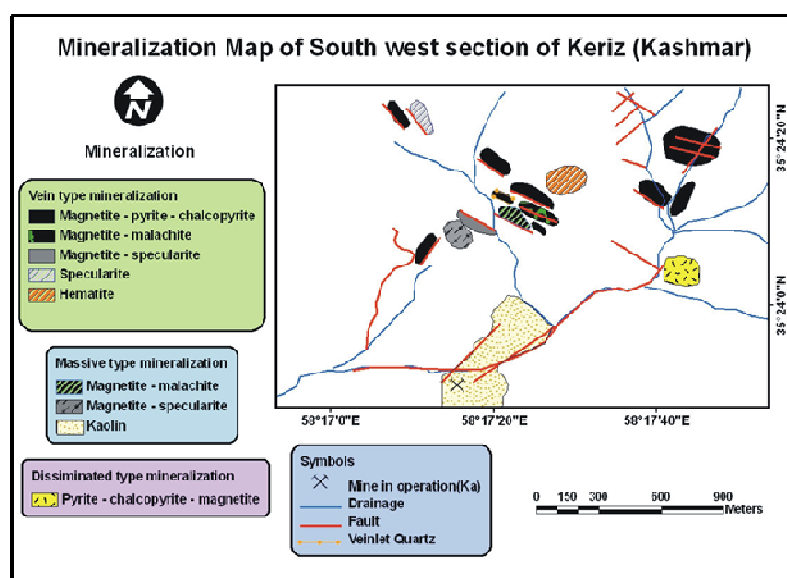 Mineralization Map of South west section of Keriz (Kashmar)
N
Mineralization
Vein type mineralization
Magnetite - pyrite - chalcopyrite
Magnetite - malachite
Magnetite - specularite
Specularite
Hematite
Massive type mineralization
Magnetite - malachite
Magnetite - specularite
Kaolin
Dissiminated type mineralization
Pyrite - chalcopyrite - magnetite
35°24'20"N
35°24'0"N
58°17'0"E
58°17'20"E
58°17'40"E
Symbols
Mine in operation(Ka)
Drainage
Fault
Veinlet Quartz
0 150 300 600 900
Meters